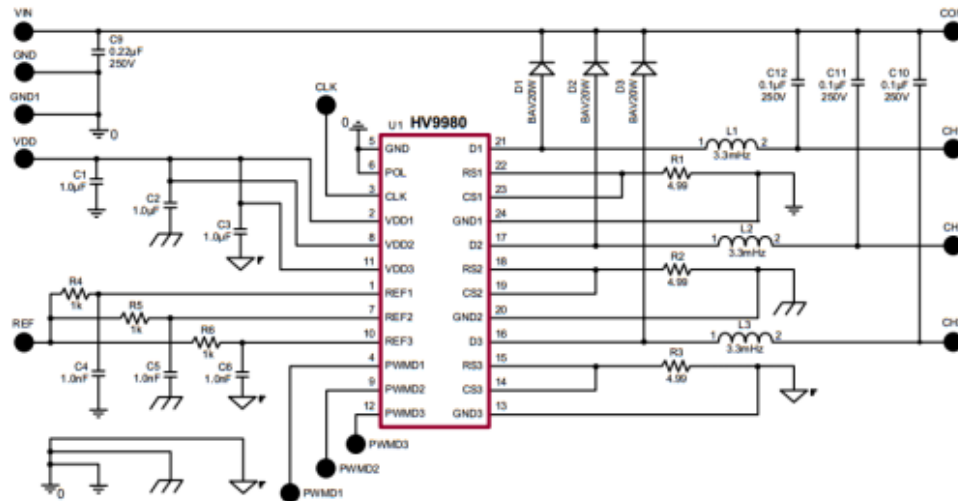 VIN
GND
GND1
VDD
REF
C9
0.22µF
250V
0
CLK
0
U1 HV9980
D1
BAV20W
D2
BAV20W
D3
BAV20W
C12
0.1µF
250V
C11
0.1µF
250V
C10
0.1µF
250V
C1
1.0µF
C2
1.0µF
C3
1.0µF
5 GND D1 21
6 POL RS1 22
3 CLK CS1 23
2 VDD1 GND1 24
8 VDD2 D2 17
11 VDD3 RS2 18
1 REF1 CS2 19
7 REF2 GND2 20
10 REF3 D3 16
4 PWMD1 RS3 15
9 PWMD2 CS3 14
12 PWMD3 GND3 13
1 L1 2
3.3mHz
R1
4.99
1 L2 2
3.3mHz
R2
4.99
1 L3 2
3.3mHz
R3
4.99
R4
1k
R5
1k
R6
1k
C4
1.0nF
C5
1.0nF
C6
1.0nF
PWMD3
PWMD2
PWMD1
0